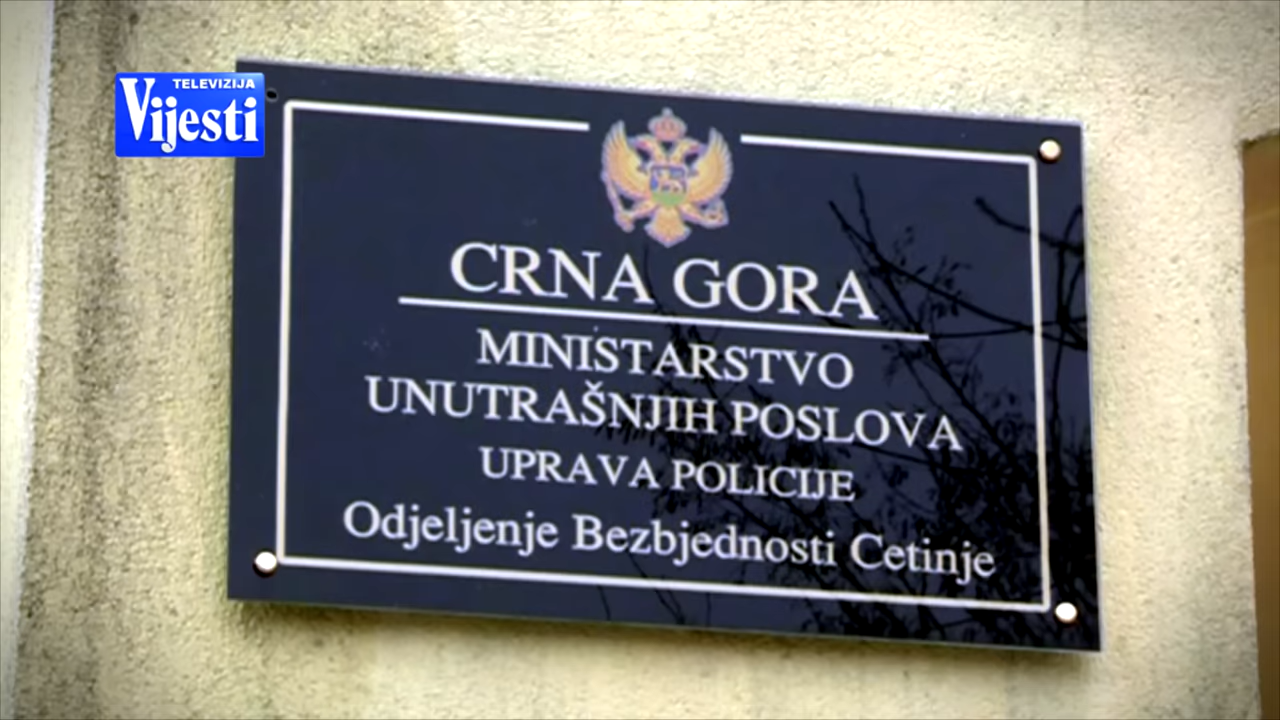 TELEVIZIJA
Vijesti
CRNA GORA
MINISTARSTVO
UNUTRAŠNJIH POSLOVA
UPRAVA POLICIJE
Odjeljenje Bezbjednosti Cetinje